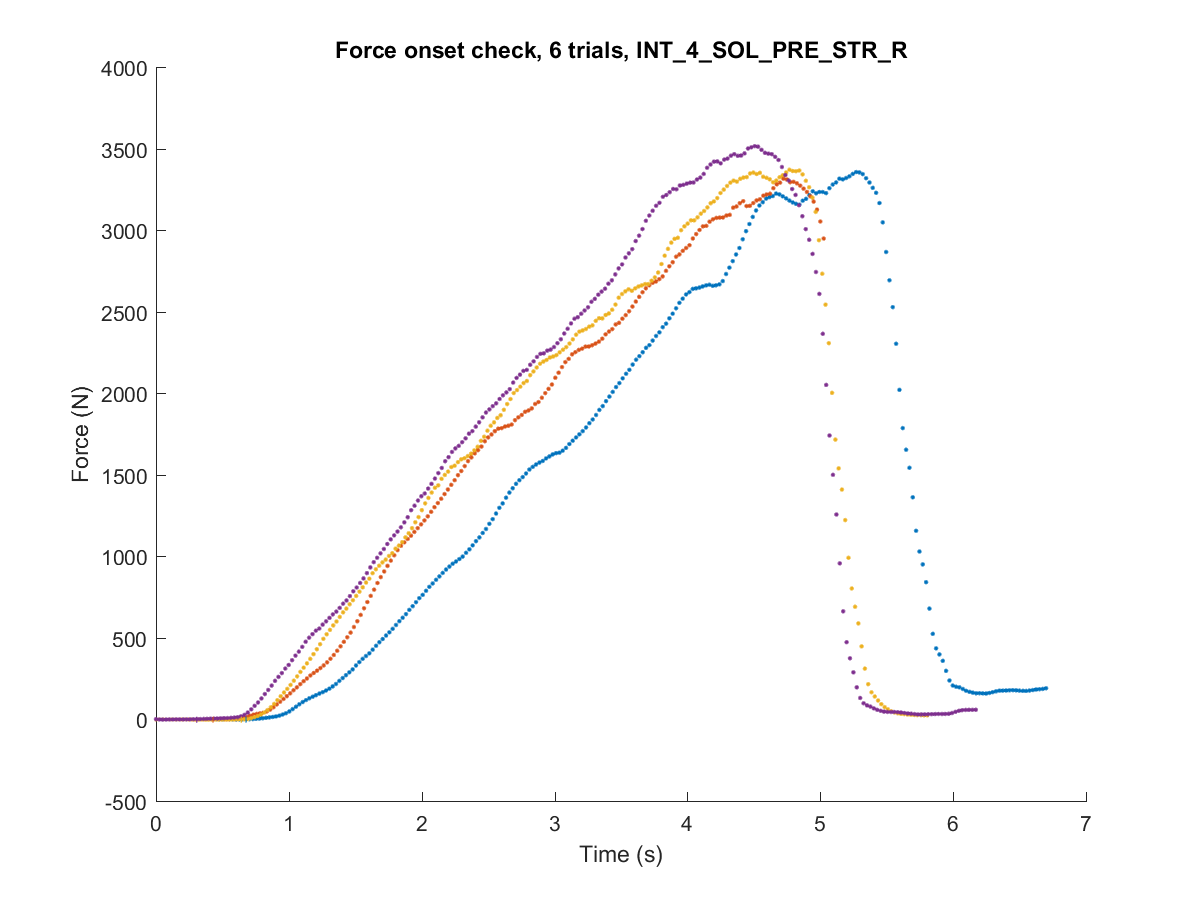 Force onset check, 6 trials, INT_4_SOL_PRE_STR_R
4000
3500
3000
2500
2000
1500
1000
500
0
-500
Force (N)
0 1 2 3 4 5 6 7
Time (s)